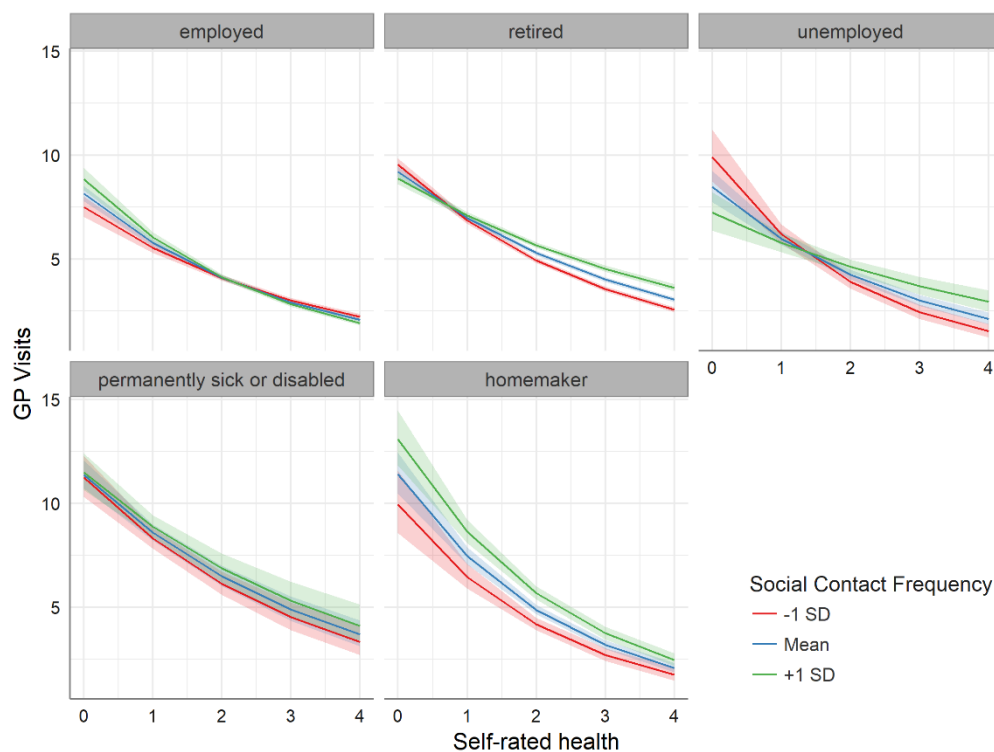 employed
retired
unemployed
15
10
5
0 1 2 3 4
permanently sick or disabled
homemaker
15
10
5
0 1 2 3 4
0 1 2 3 4
GP Visits
Self-rated health
Social Contact Frequency
-1 SD
Mean
+1 SD